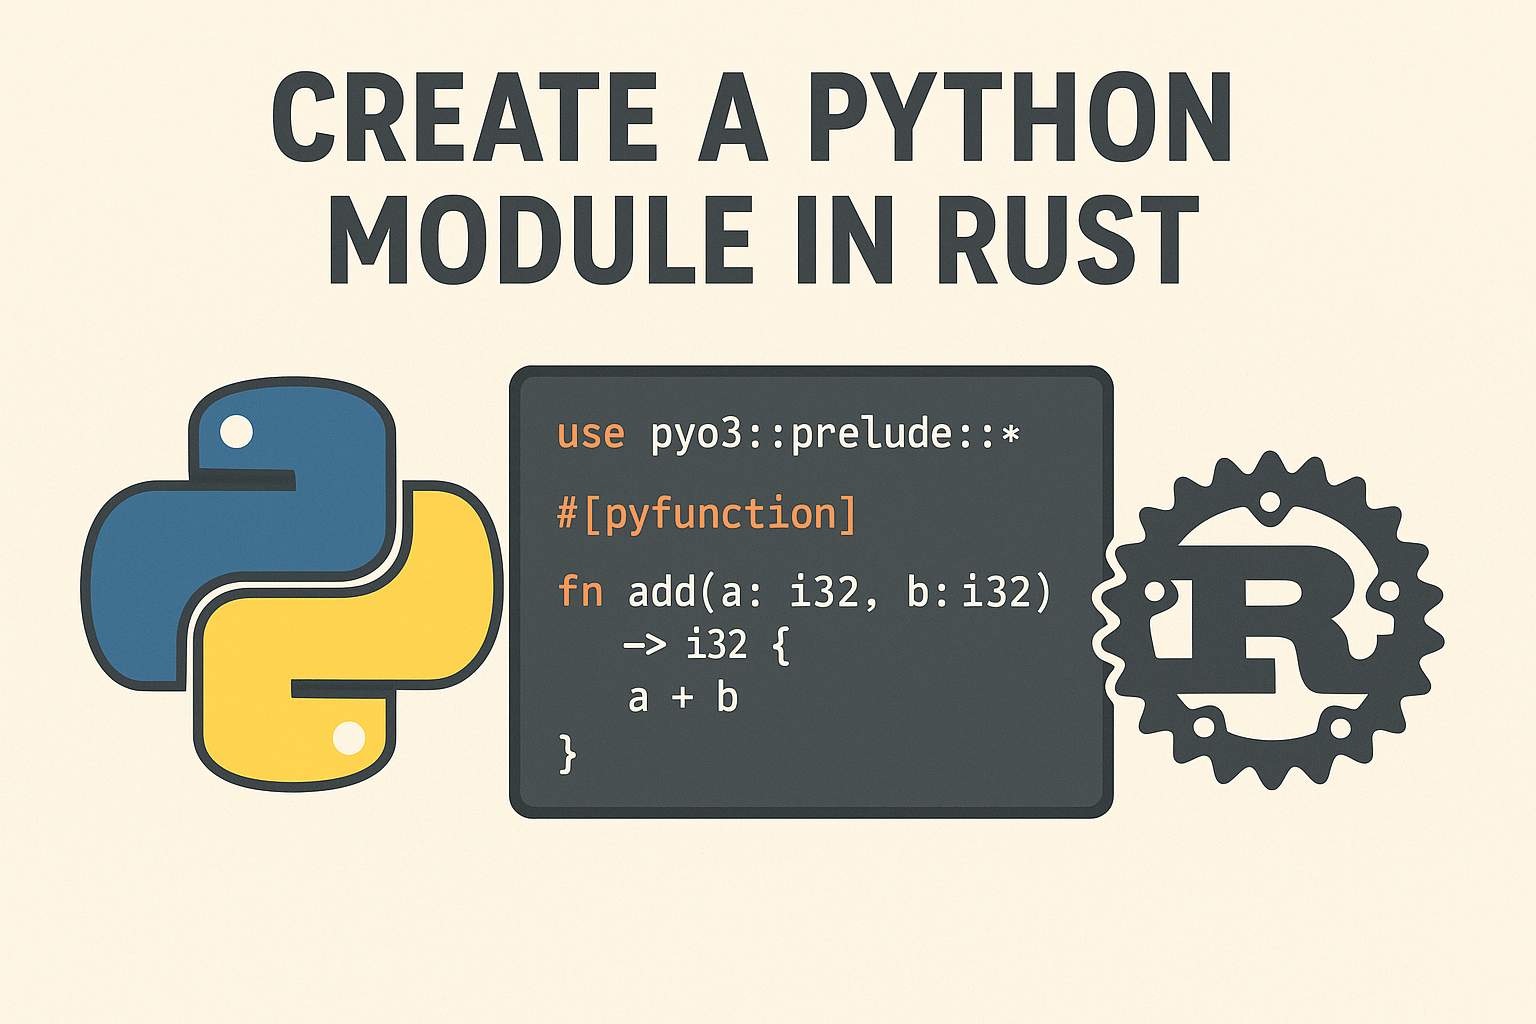 CREATE A PYTHON
MODULE IN RUST
use pyo3::prelude::*
#[pyfunction]
fn add(a: i32, b: i32)
—> i32 {
a + b
}
R